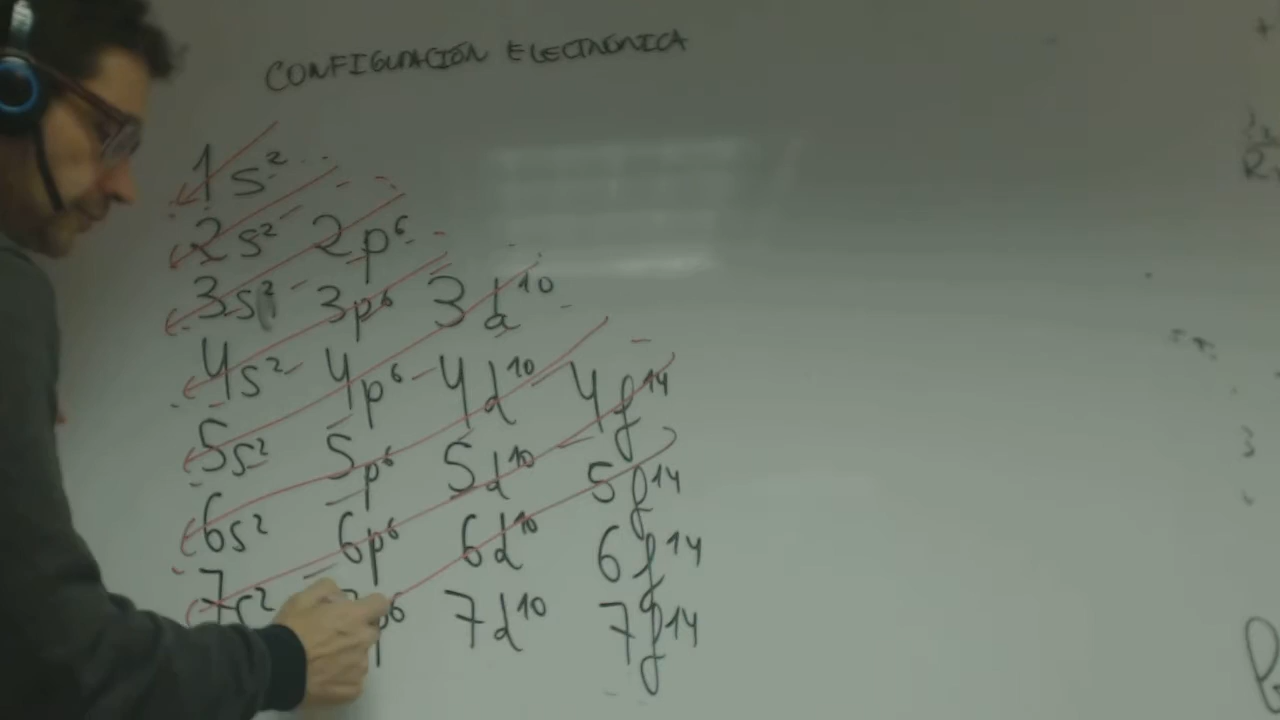 CONFIGURACIÓN ELECTRÓNICA
1s²
2s² 2p⁶
3s² 3p⁶ 3d¹⁰
4s² 4p⁶ 4d¹⁰ 4f¹⁴
5s² 5p⁶ 5d¹⁰ 5f¹⁴
6s² 6p⁶ 6d¹⁰ 6f¹⁴
7s² 7d¹⁰ 7f¹⁴